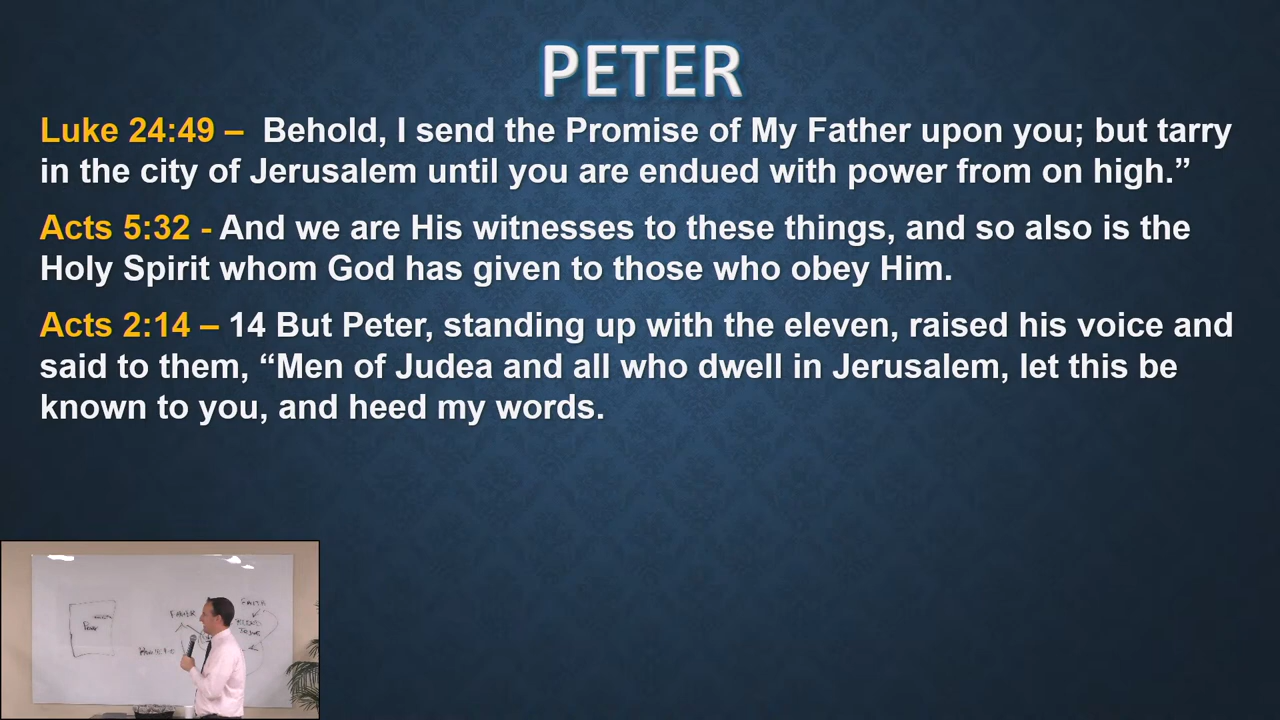 PETER
Luke 24:49 –  Behold, I send the Promise of My Father upon you; but tarry
in the city of Jerusalem until you are endued with power from on high.”
Acts 5:32 - And we are His witnesses to these things, and so also is the
Holy Spirit whom God has given to those who obey Him.
Acts 2:14 – 14 But Peter, standing up with the eleven, raised his voice and
said to them, “Men of Judea and all who dwell in Jerusalem, let this be
known to you, and heed my words.
FATHER
FAITH